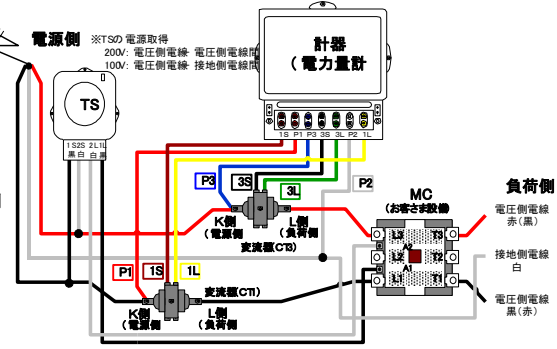 電源側
※TSの電源取得
200V: 電圧側電線 電圧側電線間
100V: 電圧側電線 接地側電線間
計器
(電力量計
TS
1S 2S 2L 1L
黒 白 白 黒
1S P1 P3 3S 3L P2 1L
P3
3S
3L
P2
K側
(電源側
L側
(負荷側
変流器(CT3)
MC
(お客さま設備)
負荷側
電圧側電線
赤(黒)
接地側電線
白
電圧側電線
黒(赤)
L3
T3
A2
L2
T2
A1
L1
T1
P1
1S
1L
変流器(CT1)
K側
(電源側
L側
(負荷側